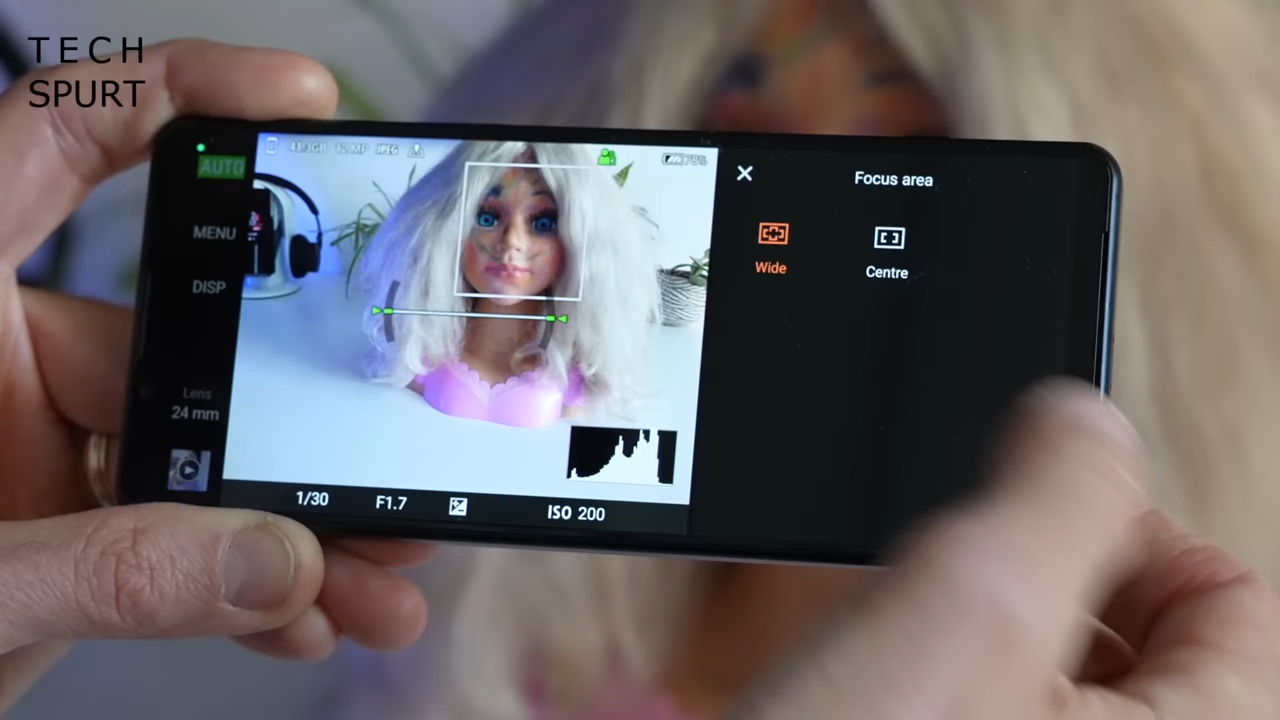 TECH
SPURT
AUTO
MENU
DISP
Lens
24 mm
JPEG
78%
1/30 F1.7 ISO 200
Focus area
Wide Centre